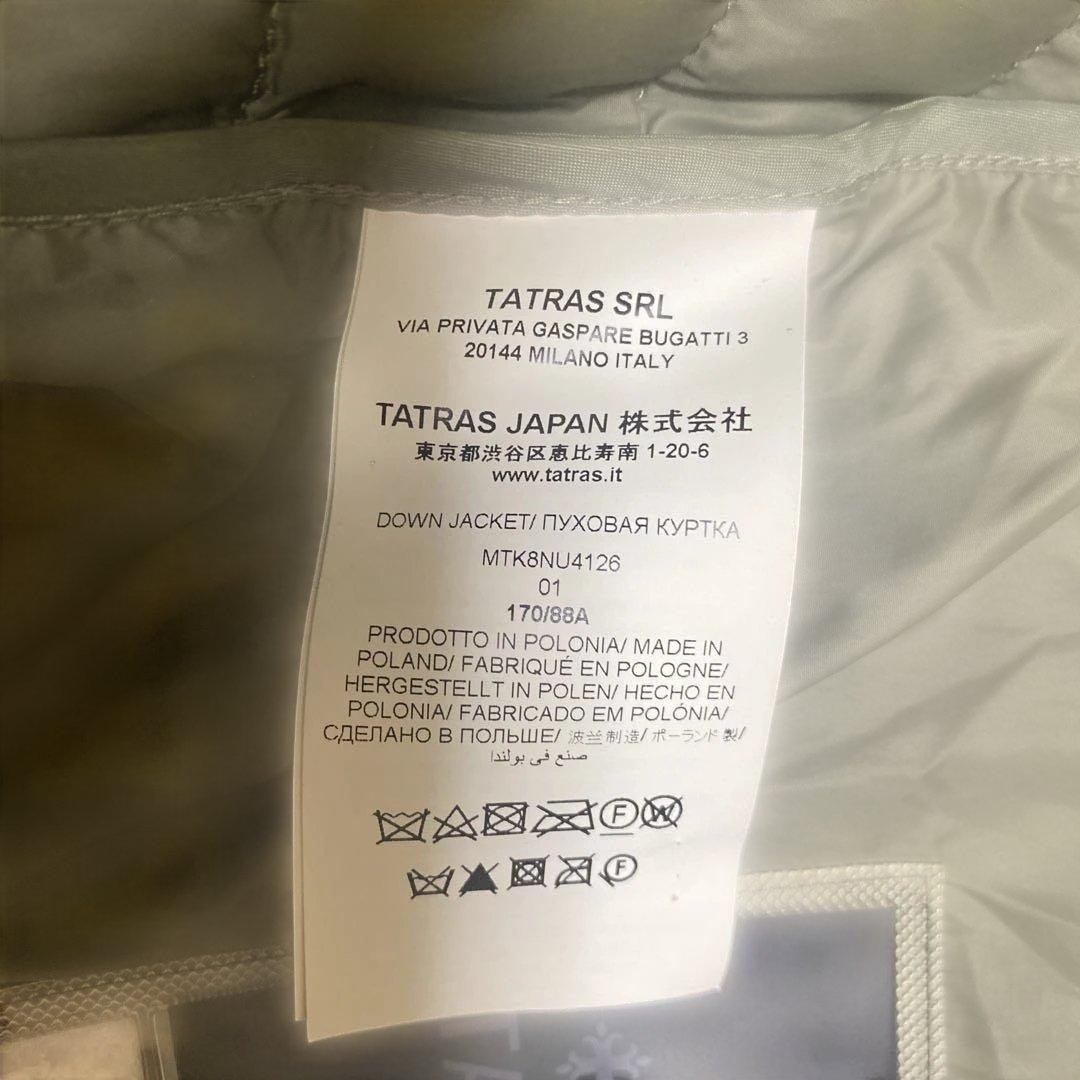 TATRAS SRL
VIA PRIVATA GASPARE BUGATTI 3
20144 MILANO ITALY
TATRAS JAPAN 株式会社
東京都渋谷区恵比寿南 1-20-6
www.tatras.it
DOWN JACKET/ ПУХОВАЯ КУРТКА
MTK8NU4126
01
170/88A
PRODOTTO IN POLONIA/ MADE IN
POLAND/ FABRIQUÉ EN POLOGNE/
HERGESTELLT IN POLEN/ HECHO EN
POLONIA/ FABRICADO EM POLÓNIA/
СДЕЛАНО В ПОЛЬШЕ/ 波兰制造/ ポーランド製/
صنع في بولندا
F W
F